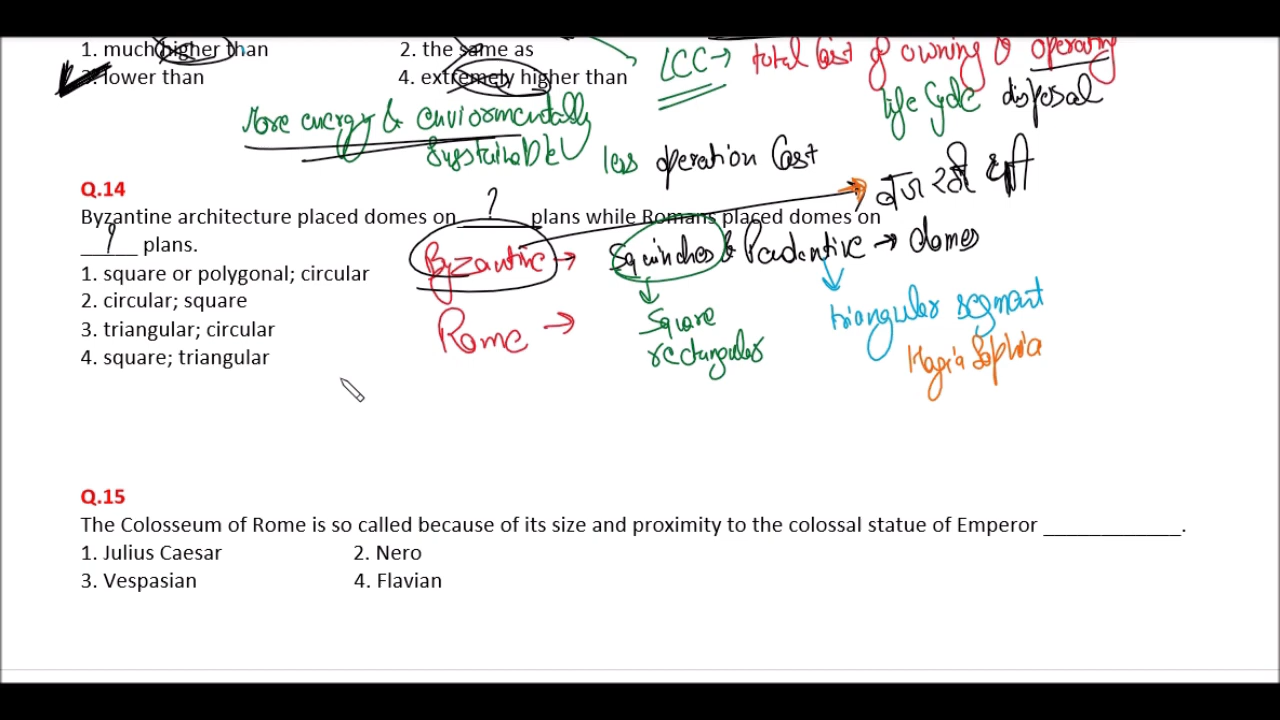 1. much higher than 2. the same as
3. lower than 4. extremely higher than
LCC→ total Cost of owning & operating
life Cycle disposal
More energy & enviormentally
Sustainable
less operation Cost
Q.14
Byzantine architecture placed domes on ______ plans while Romans placed domes on
?
_____ plans.
?
1. square or polygonal; circular
2. circular; square
3. triangular; circular
4. square; triangular
Byzantine → Squinches & Pendentive → domes
Rome →
Square
rectangular
triangular segment
Hagia Sophia
Q.15
The Colosseum of Rome is so called because of its size and proximity to the colossal statue of Emperor ____________.
1. Julius Caesar 2. Nero
3. Vespasian 4. Flavian